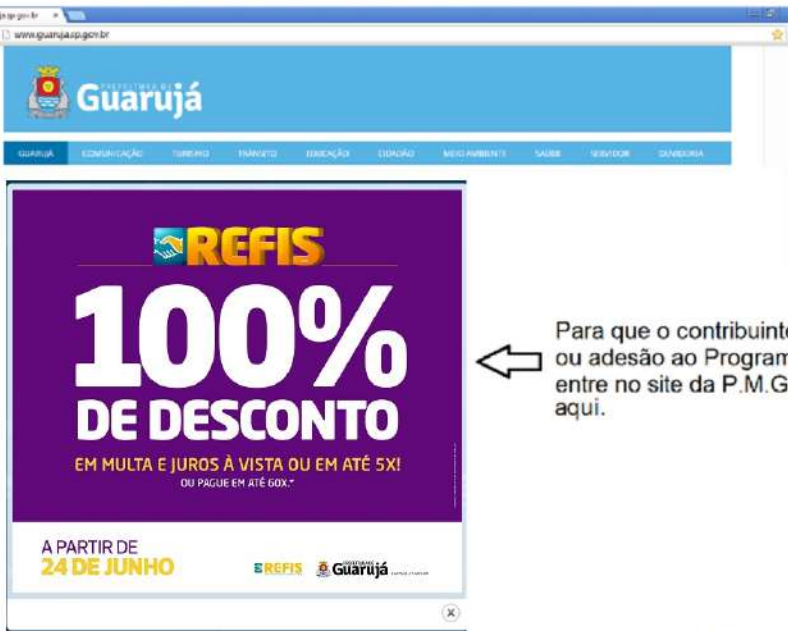 www.guaruja.sp.gov.br
PREFEITURA DE
Guarujá
GUARUJÁ COMUNICAÇÃO TURISMO TRÂNSITO EDUCAÇÃO CIDADÃO MEIO AMBIENTE SAÚDE SERVIDOR OUVIDORIA
REFIS
100%
DE DESCONTO
EM MULTA E JUROS À VISTA OU EM ATÉ 5X!
OU PAGUE EM ATÉ 60X.*
A PARTIR DE
24 DE JUNHO
REFIS Guarujá
Para que o contribuinte
ou adesão ao Program
entre no site da P.M.G
aqui.